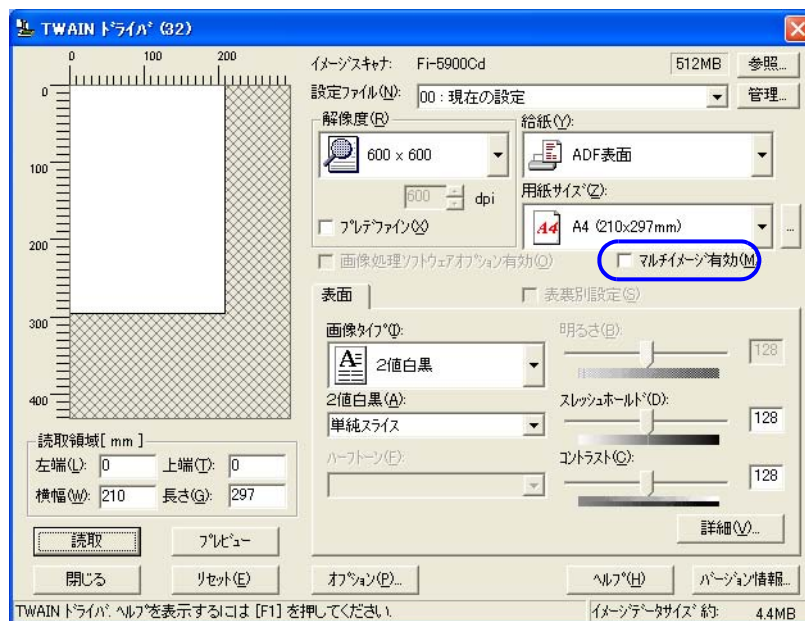 TWAIN ﾄﾞﾗｲﾊﾞ (32)
0 100 200
0
100
200
300
400
ｲﾒｰｼﾞｽｷｬﾅ: Fi-5900Cd 512MB 参照...
設定ﾌｧｲﾙ(N): 00 : 現在の設定 管理...
解像度(R)
600 × 600
600 dpi
ﾌﾟﾚﾃﾞﾌｧｲﾝ(X)
給紙(Y):
ADF表面
用紙ｻｲｽﾞ(Z):
A4 A4 (210x297mm) ...
画像処理ｿﾌﾄｳｪｱｵﾌﾟｼｮﾝ有効(O) ﾏﾙﾁｲﾒｰｼﾞ有効(M)
表面 表裏別設定(S)
画像ﾀｲﾌﾟ(I):
A 2値白黒
2値白黒(A):
単純ｽﾗｲｽ
ﾊｰﾌﾄｰﾝ(F):
明るさ(B):
128
ｽﾚｯｼｭﾎｰﾙﾄﾞ(D):
128
ｺﾝﾄﾗｽﾄ(C):
128
詳細(V)...
読取領域[ mm ]
左端(L): 0 上端(T): 0
横幅(W): 210 長さ(G): 297
読取 ﾌﾟﾚﾋﾞｭｰ
閉じる ﾘｾｯﾄ(E) ｵﾌﾟｼｮﾝ(P)... ﾍﾙﾌﾟ(H) ﾊﾞｰｼﾞｮﾝ情報...
TWAIN ﾄﾞﾗｲﾊﾞ. ﾍﾙﾌﾟを表示するには [F1] を押してください. ｲﾒｰｼﾞﾃﾞｰﾀｻｲｽﾞ 約: 4.4MB